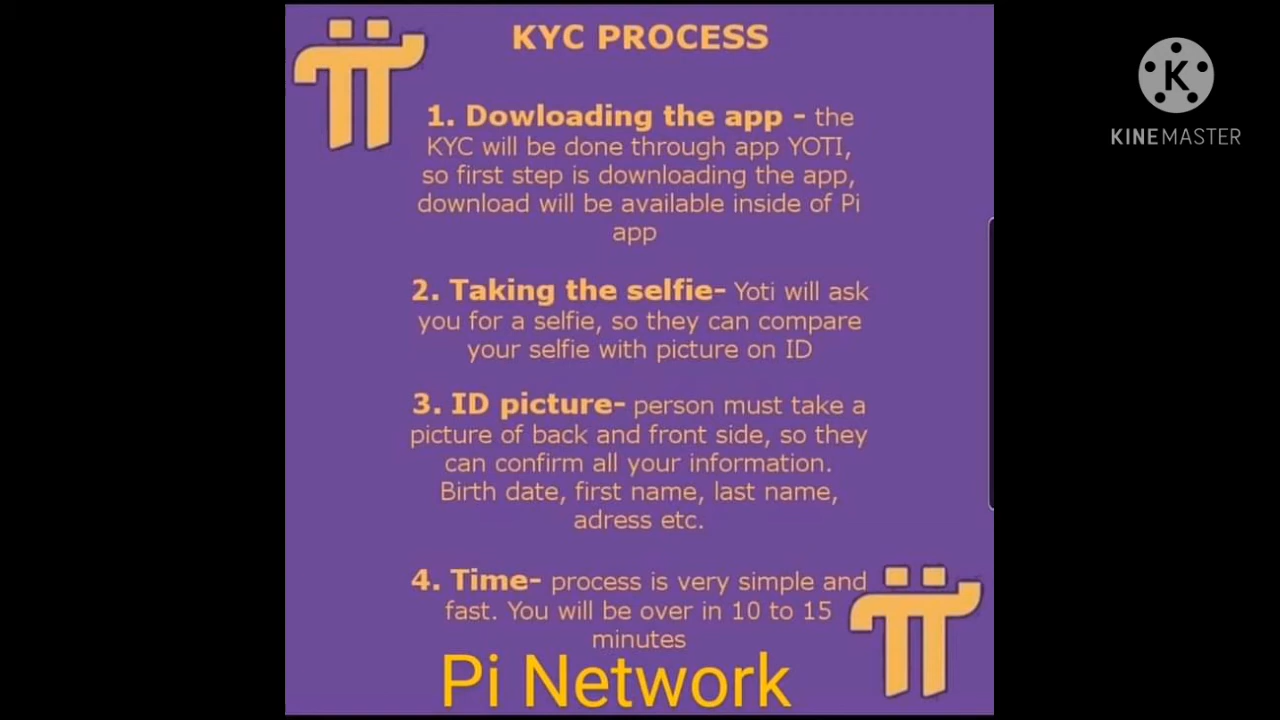 KYC PROCESS
K
KINEMASTER
1. Dowloading the app - the
KYC will be done through app YOTI,
so first step is downloading the app,
download will be available inside of Pi
app
2. Taking the selfie- Yoti will ask
you for a selfie, so they can compare
your selfie with picture on ID
3. ID picture- person must take a
picture of back and front side, so they
can confirm all your information.
Birth date, first name, last name,
adress etc.
4. Time- process is very simple and
fast. You will be over in 10 to 15
minutes
Pi Network